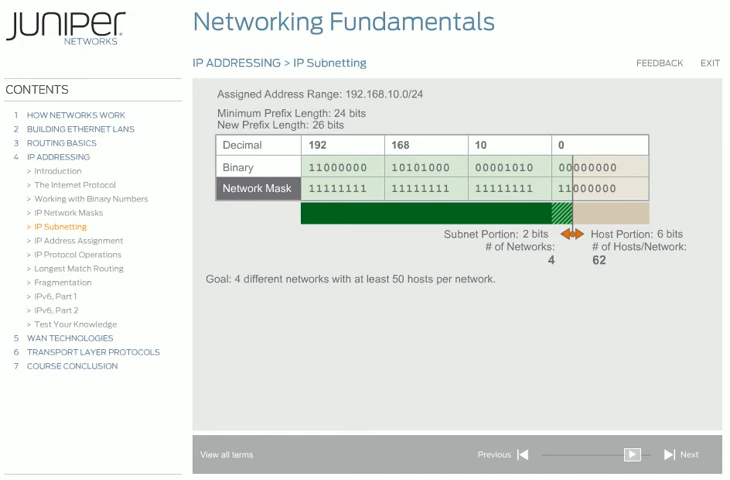 JUNIPER
NETWORKS
Networking Fundamentals
IP ADDRESSING > IP Subnetting
FEEDBACK EXIT
CONTENTS
1 HOW NETWORKS WORK
2 BUILDING ETHERNET LANS
3 ROUTING BASICS
4 IP ADDRESSING
> Introduction
> The Internet Protocol
> Working with Binary Numbers
> IP Network Masks
> IP Subnetting
> IP Address Assignment
> IP Protocol Operations
> Longest Match Routing
> Fragmentation
> IPv6, Part 1
> IPv6, Part 2
> Test Your Knowledge
5 WAN TECHNOLOGIES
6 TRANSPORT LAYER PROTOCOLS
7 COURSE CONCLUSION
Assigned Address Range: 192.168.10.0/24
Minimum Prefix Length: 24 bits
New Prefix Length: 26 bits
Decimal 192 168 10 0
Binary 11000000 10101000 00001010 00000000
Network Mask 11111111 11111111 11111111 11000000
Subnet Portion: 2 bits Host Portion: 6 bits
# of Networks: # of Hosts/Network:
4 62
Goal: 4 different networks with at least 50 hosts per network.
View all terms Previous Next